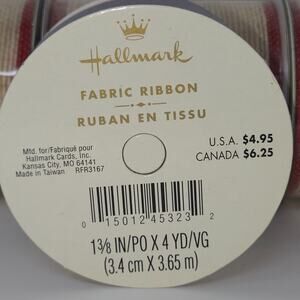 Hallmark
FABRIC RIBBON
RUBAN EN TISSU
Mfd. for/Fabriqué pour
Hallmark Cards, Inc.
Kansas City, MO 64141
Made in Taiwan RFR3167
U.S.A. $4.95
CANADA $6.25
0 15012 45323 2
1 3/8 IN/PO X 4 YD/VG
(3.4 cm X 3.65 m)